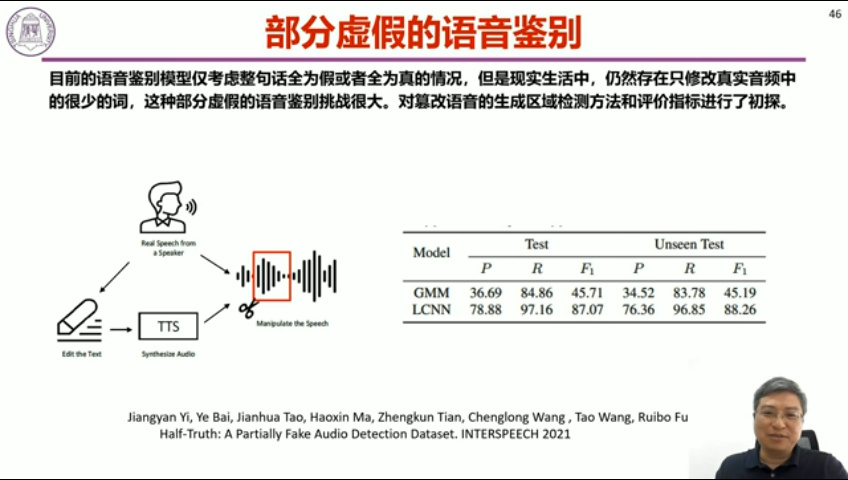 46
部分虚假的语音鉴别
目前的语音鉴别模型仅考虑整句话全为假或者全为真的情况，但是现实生活中，仍然存在只修改真实音频中
的很少的词，这种部分虚假的语音鉴别挑战很大。对篡改语音的生成区域检测方法和评价指标进行了初探。
Real Speech from
a Speaker
Manipulate the Speech
TTS
Edit the Text
Synthesize Audio
Model Test Unseen Test
P R F₁ P R F₁
GMM 36.69 84.86 45.71 34.52 83.78 45.19
LCNN 78.88 97.16 87.07 76.36 96.85 88.26
Jiangyan Yi, Ye Bai, Jianhua Tao, Haoxin Ma, Zhengkun Tian, Chenglong Wang , Tao Wang, Ruibo Fu
Half-Truth: A Partially Fake Audio Detection Dataset. INTERSPEECH 2021